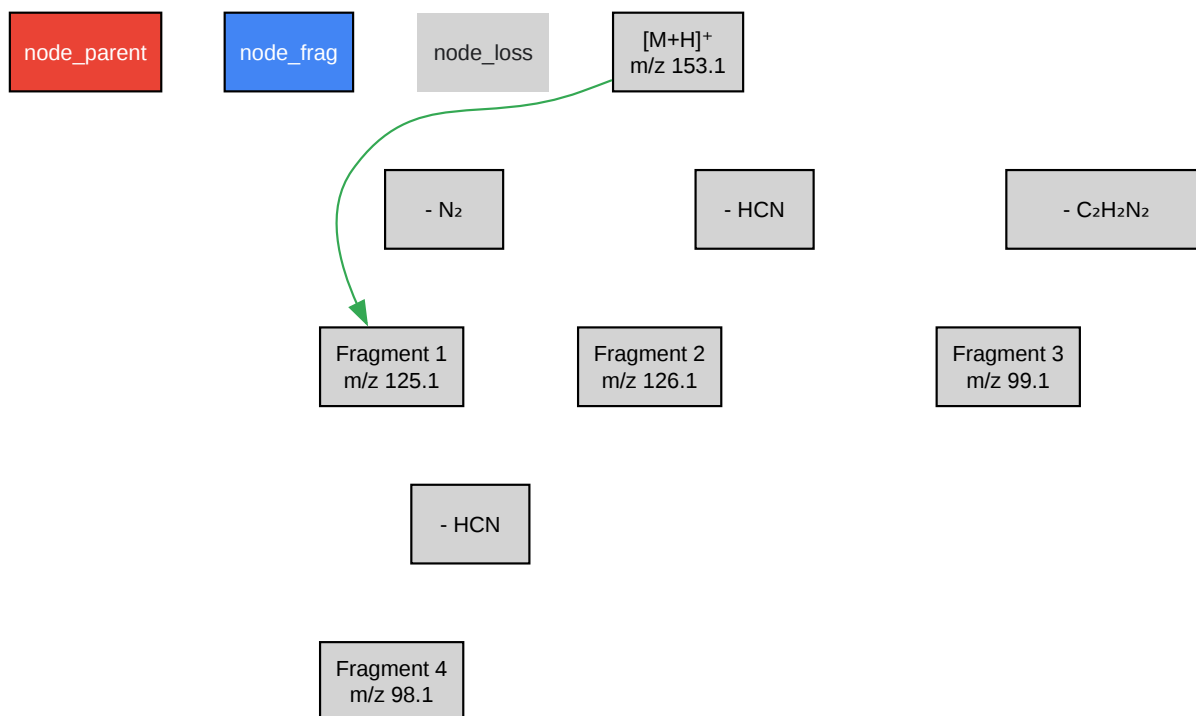 node_parent
node_frag
node_loss
[M+H]⁺
m/z 153.1
- N₂
- HCN
- C₂H₂N₂
Fragment 1
m/z 125.1
Fragment 2
m/z 126.1
Fragment 3
m/z 99.1
- HCN
Fragment 4
m/z 98.1